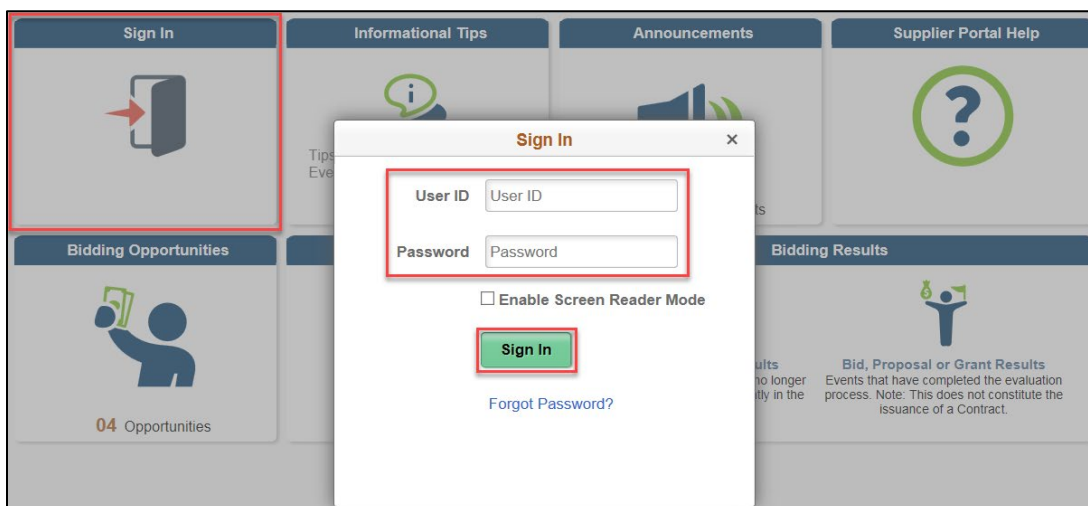 Sign In
Informational Tips
Announcements
Supplier Portal Help
Sign In
×
Tips
Eve
User ID
User ID
ts
Password
Password
Bidding Opportunities
Bidding Results
Enable Screen Reader Mode
Sign In
ults
Bid, Proposal or Grant Results
no longer
Events that have completed the evaluation
tly in the
process. Note: This does not constitute the
issuance of a Contract.
Forgot Password?
04 Opportunities